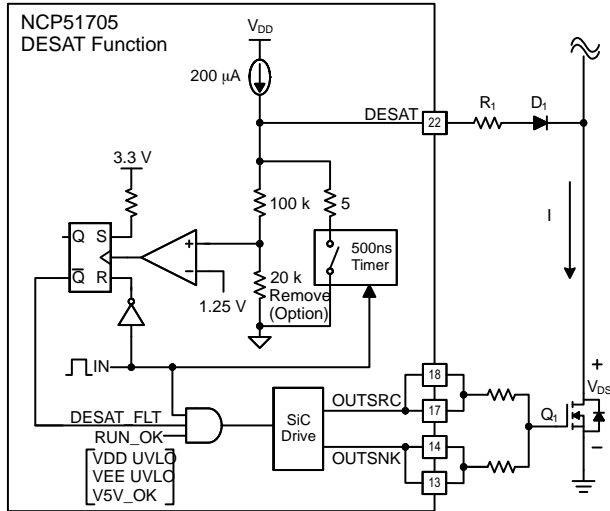 NCP51705
DESAT Function
VDD
200 μA
DESAT
22
R1
D1
3.3 V
100 k
5
I
Q S
Q R
+
−
500ns
Timer
1.25 V
20 k
Remove
(Option)
IN
18
17
OUTSRC
+
VDS
−
Q1
DESAT_FLT
RUN_OK
VDD UVLO
VEE UVLO
V5V_OK
SiC
Drive
OUTSNK
14
13